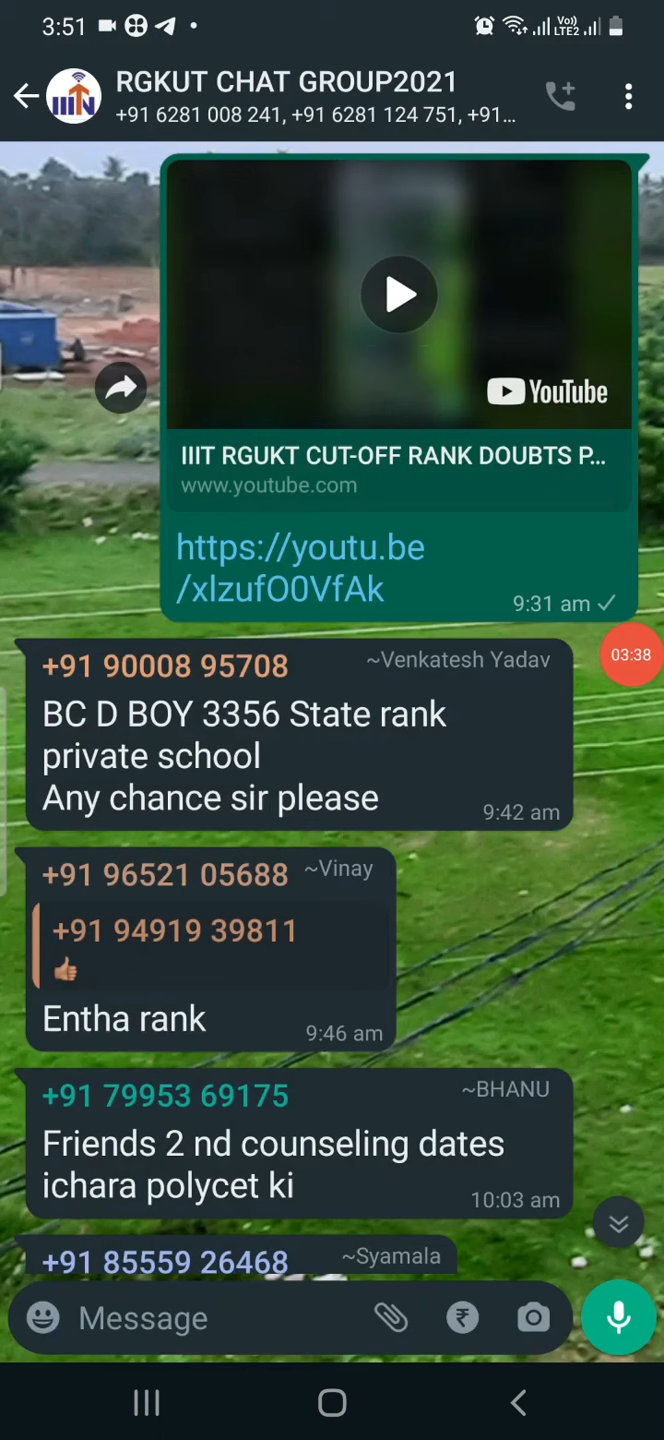 3:51
Vo)
LTE2
RGKUT CHAT GROUP2021
+91 6281 008 241, +91 6281 124 751, +91...
YouTube
IIIT RGUKT CUT-OFF RANK DOUBTS P...
www.youtube.com
https://youtu.be
/xlzufO0VfAk
9:31 am
03:38
+91 90008 95708 ~Venkatesh Yadav
BC D BOY 3356 State rank
private school
Any chance sir please
9:42 am
+91 96521 05688 ~Vinay
+91 94919 39811
👍🏽
Entha rank
9:46 am
+91 79953 69175 ~BHANU
Friends 2 nd counseling dates
ichara polycet ki
10:03 am
+91 85559 26468 ~Syamala
Message